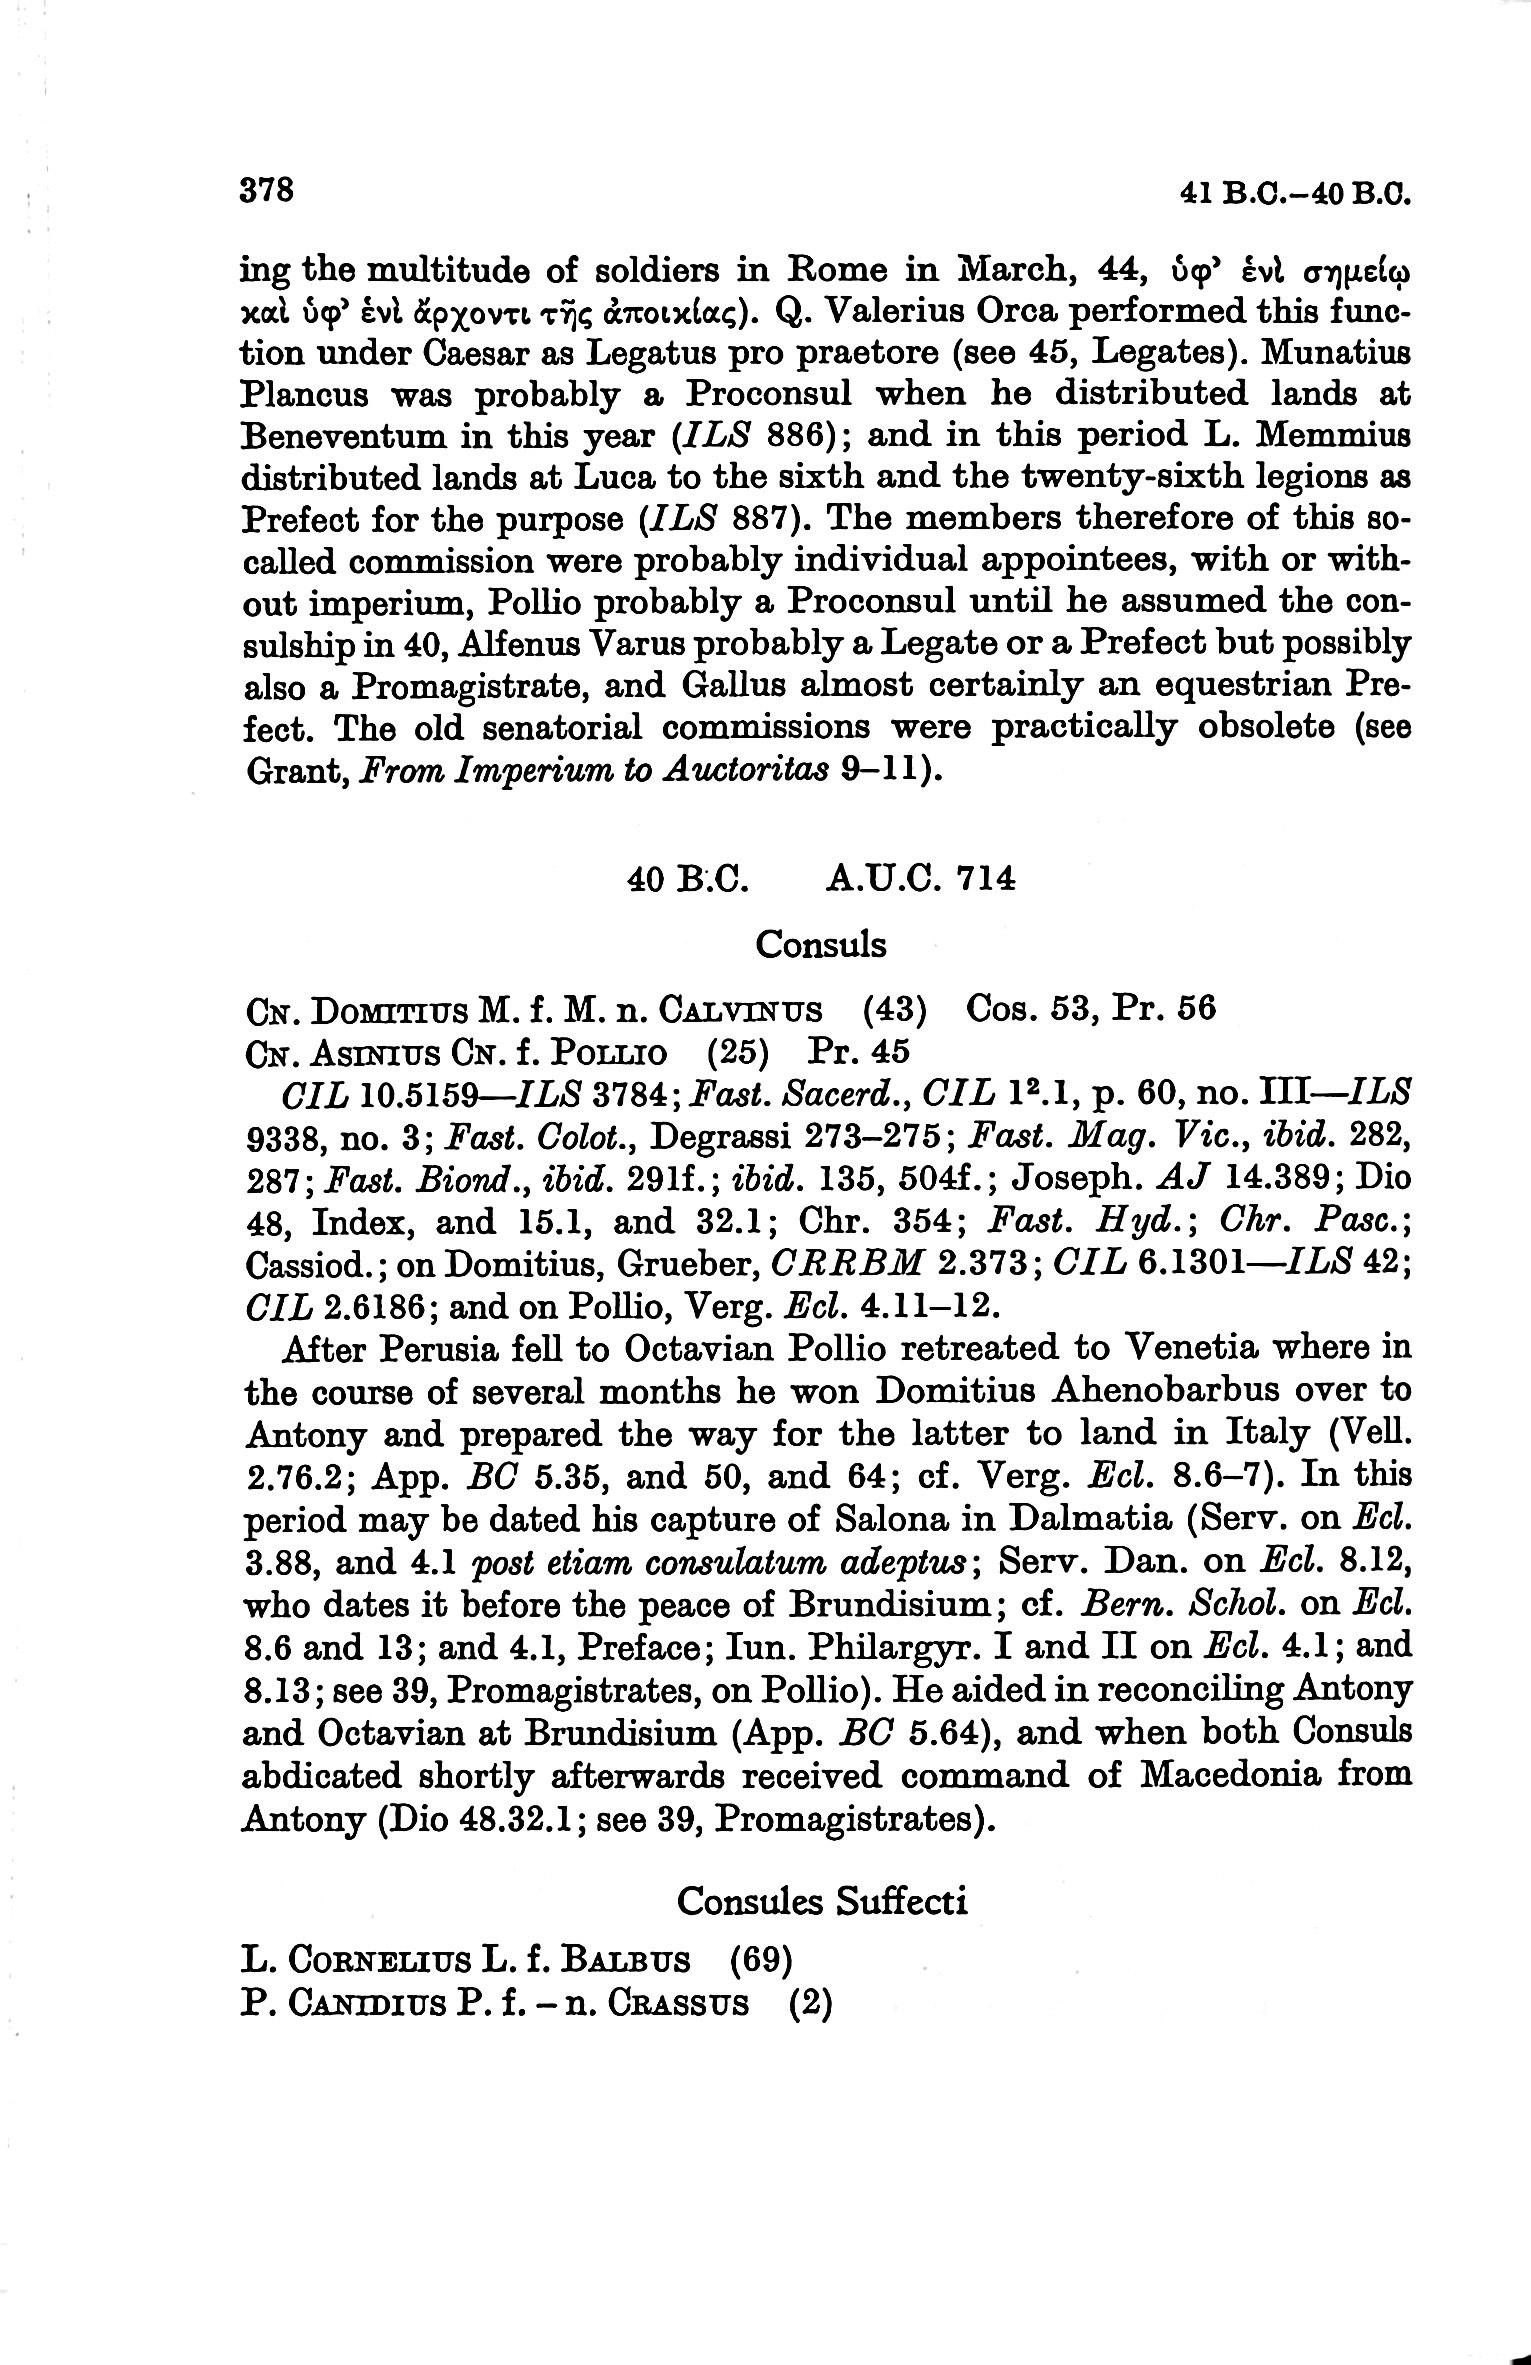 378 41 B.C.–40 B.C.
ing the multitude of soldiers in Rome in March, 44, ὑφ’ ἑνὶ σημείῳ
καὶ ὑφ’ ἑνὶ ἄρχοντι τῆς ἀποικίας). Q. Valerius Orca performed this func-
tion under Caesar as Legatus pro praetore (see 45, Legates). Munatius
Plancus was probably a Proconsul when he distributed lands at
Beneventum in this year (ILS 886); and in this period L. Memmius
distributed lands at Luca to the sixth and the twenty-sixth legions as
Prefect for the purpose (ILS 887). The members therefore of this so-
called commission were probably individual appointees, with or with-
out imperium, Pollio probably a Proconsul until he assumed the con-
sulship in 40, Alfenus Varus probably a Legate or a Prefect but possibly
also a Promagistrate, and Gallus almost certainly an equestrian Pre-
fect. The old senatorial commissions were practically obsolete (see
Grant, From Imperium to Auctoritas 9–11).
40 B.C. A.U.C. 714
Consuls
CN. DOMITIUS M. f. M. n. CALVINUS (43) Cos. 53, Pr. 56
CN. ASINIUS CN. f. POLLIO (25) Pr. 45
CIL 10.5159—ILS 3784; Fast. Sacerd., CIL 1².1, p. 60, no. III—ILS
9338, no. 3; Fast. Colot., Degrassi 273–275; Fast. Mag. Vic., ibid. 282,
287; Fast. Biond., ibid. 291f.; ibid. 135, 504f.; Joseph. AJ 14.389; Dio
48, Index, and 15.1, and 32.1; Chr. 354; Fast. Hyd.; Chr. Pasc.;
Cassiod.; on Domitius, Grueber, CRRBM 2.373; CIL 6.1301—ILS 42;
CIL 2.6186; and on Pollio, Verg. Ecl. 4.11–12.
After Perusia fell to Octavian Pollio retreated to Venetia where in
the course of several months he won Domitius Ahenobarbus over to
Antony and prepared the way for the latter to land in Italy (Vell.
2.76.2; App. BC 5.35, and 50, and 64; cf. Verg. Ecl. 8.6–7). In this
period may be dated his capture of Salona in Dalmatia (Serv. on Ecl.
3.88, and 4.1 post etiam consulatum adeptus; Serv. Dan. on Ecl. 8.12,
who dates it before the peace of Brundisium; cf. Bern. Schol. on Ecl.
8.6 and 13; and 4.1, Preface; Iun. Philargyr. I and II on Ecl. 4.1; and
8.13; see 39, Promagistrates, on Pollio). He aided in reconciling Antony
and Octavian at Brundisium (App. BC 5.64), and when both Consuls
abdicated shortly afterwards received command of Macedonia from
Antony (Dio 48.32.1; see 39, Promagistrates).
Consules Suffecti
L. CORNELIUS L. f. BALBUS (69)
P. CANIDIUS P. f. – n. CRASSUS (2)